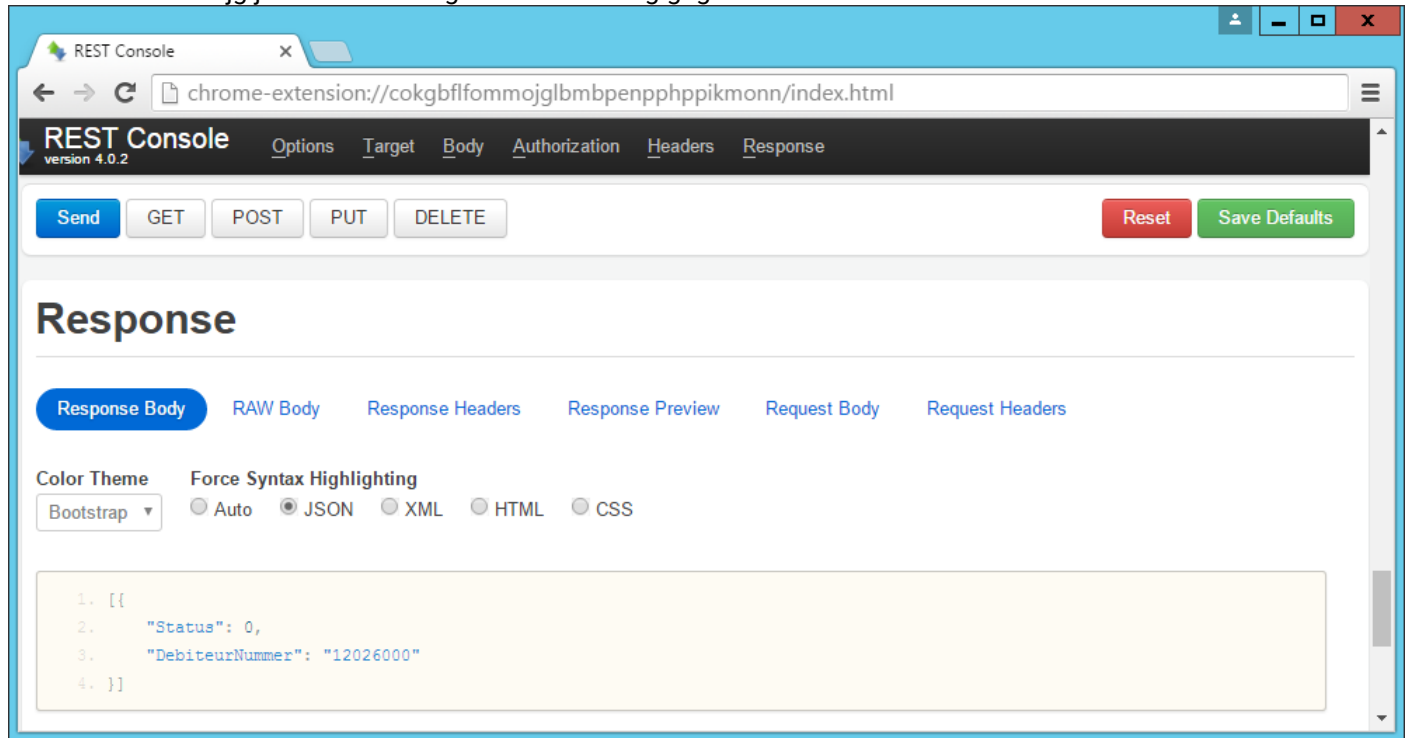 REST Console
chrome-extension://cokgbflfommojglbmbpenpphppikmonn/index.html
REST Console Options Target Body Authorization Headers Response
version 4.0.2
Send GET POST PUT DELETE Reset Save Defaults
Response
Response Body RAW Body Response Headers Response Preview Request Body Request Headers
Color Theme Force Syntax Highlighting
Bootstrap Auto JSON XML HTML CSS
1. [{
2. "Status": 0,
3. "DebiteurNummer": "12026000"
4. }]